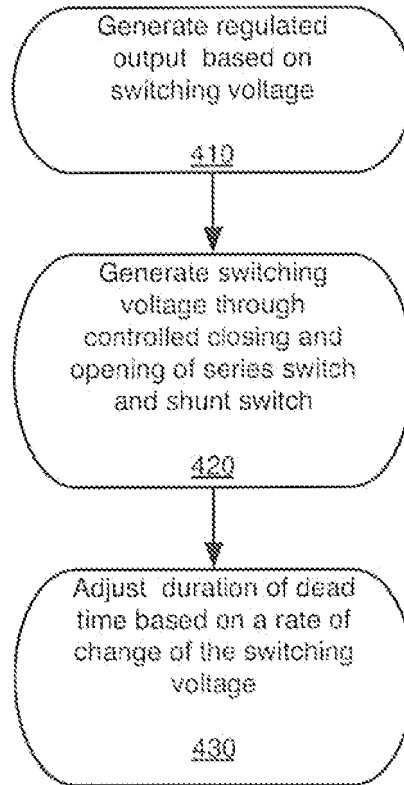 Generate regulated
output based on
switching voltage
410
Generate switching
voltage through
controlled closing and
opening of series switch
and shunt switch
420
Adjust duration of dead
time based on a rate of
change of the switching
voltage
430